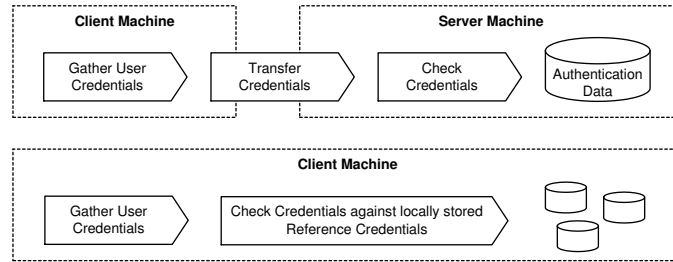 Client Machine
Server Machine
Gather User
Credentials
Transfer
Credentials
Check
Credentials
Authentication
Data
Client Machine
Gather User
Credentials
Check Credentials against locally stored
Reference Credentials